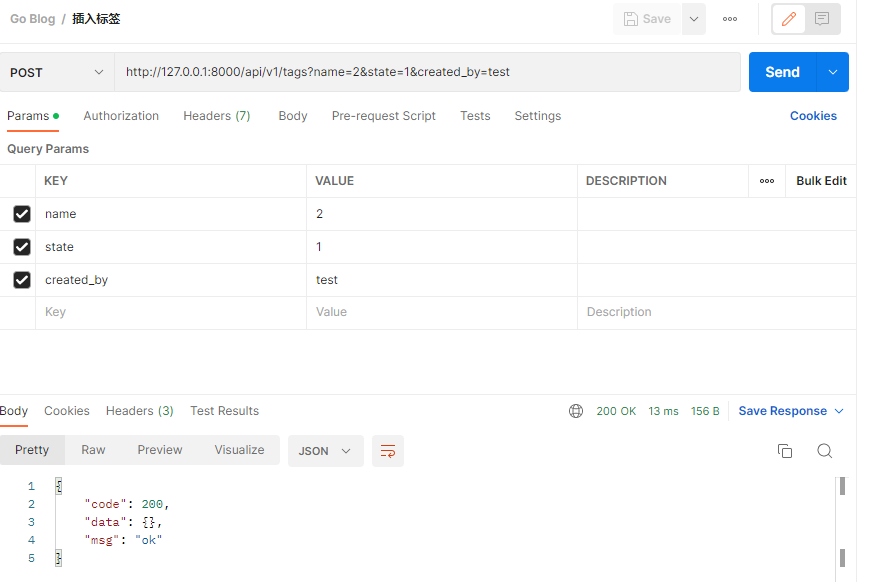 Go Blog / 插入标签
Save
POST http://127.0.0.1:8000/api/v1/tags?name=2&state=1&created_by=test Send
Params Authorization Headers (7) Body Pre-request Script Tests Settings Cookies
Query Params
KEY VALUE DESCRIPTION Bulk Edit
name 2
state 1
created_by test
Key Value Description
Body Cookies Headers (3) Test Results 200 OK 13 ms 156 B Save Response
Pretty Raw Preview Visualize JSON
1 {
2 "code": 200,
3 "data": {},
4 "msg": "ok"
5 }